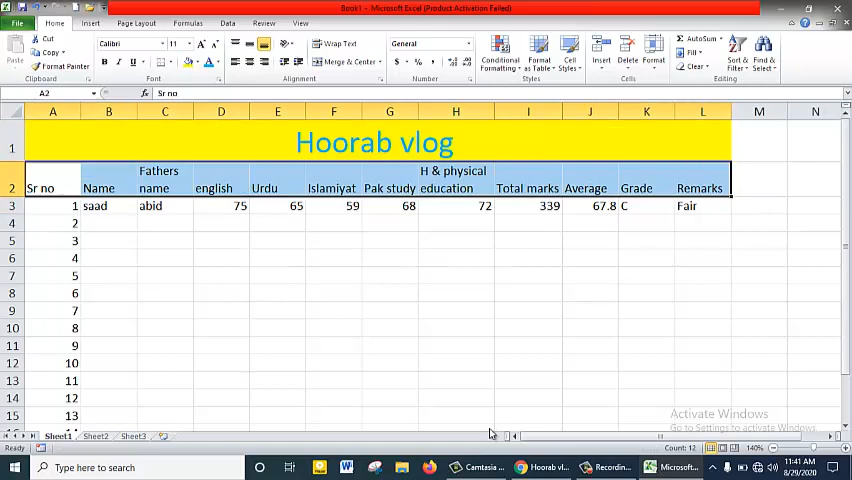 Book1 - Microsoft Excel (Product Activation Failed)
File Home Insert Page Layout Formulas Data Review View
Cut
Copy
Format Painter
Paste
Clipboard
Calibri 11
Font
Wrap Text
Merge & Center
Alignment
General
Number
Conditional Formatting
Format as Table
Cell Styles
Styles
Insert Delete Format
Cells
AutoSum
Fill
Clear
Sort & Filter
Find & Select
Editing
A2 fx Sr no
A B C D E F G H I J K L M N
1 Hoorab vlog
2 Sr no Name Fathers name english Urdu Islamiyat Pak study H & physical education Total marks Average Grade Remarks
3 1 saad abid 75 65 59 68 72 339 67.8 C Fair
4 2
5 3
6 4
7 5
8 6
9 7
10 8
11 9
12 10
13 11
14 12
15 13
Activate Windows
Go to Settings to activate Windows.
Sheet1 Sheet2 Sheet3
Ready Count: 12 140%
Type here to search
Camtasia ...
Hoorab vl...
Recordin...
Microsoft...
11:41 AM
8/29/2020